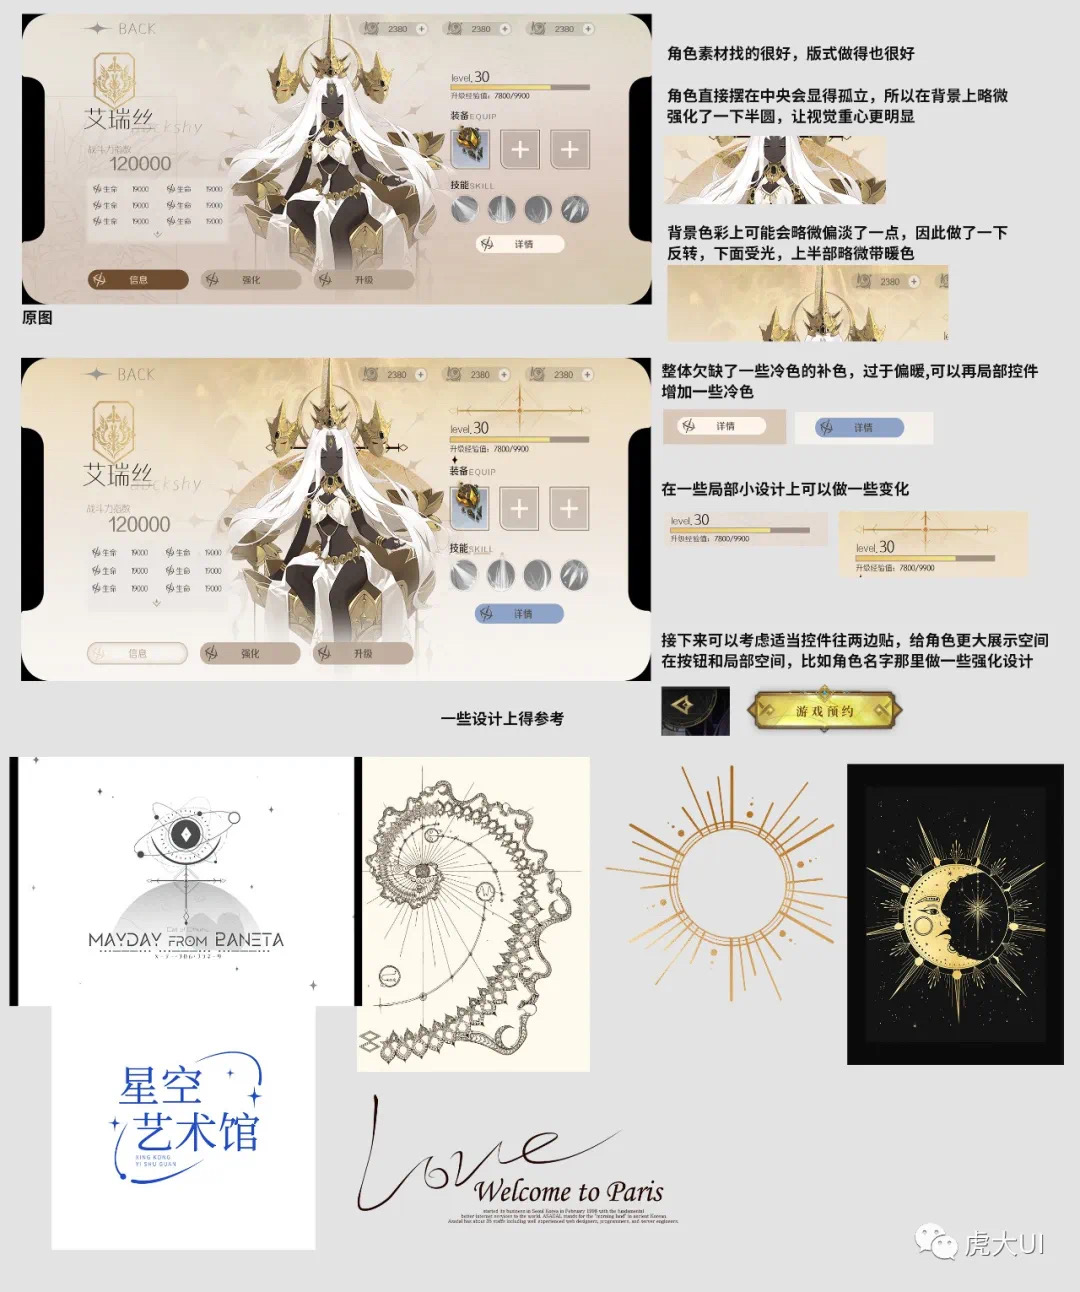 BACK
2380
2380
2380
艾瑞丝
ckshy
战斗力指数
120000
生命 19000 生命 19000
生命 19000 生命 19000
生命 19000 生命 19000
信息
强化
升级
level.30
升级经验值：7800/9900
装备EQUIP
技能SKILL
详情
原图
角色素材找的很好，版式做得也很好
角色直接摆在中央会显得孤立，所以在背景上略微
强化了一下半圆，让视觉重心更明显
背景色彩上可能会略微偏淡了一点，因此做了一下
反转，下面受光，上半部略微带暖色
2380
BACK
2380
2380
2380
艾瑞丝
ckshy
战斗力指数
120000
生命 19000 生命 19000
生命 19000 生命 19000
生命 19000 生命 19000
信息
强化
升级
level.30
升级经验值：7800/9900
装备EQUIP
技能SKILL
详情
整体欠缺了一些冷色的补色，过于偏暖,可以再局部控件
增加一些冷色
详情
详情
在一些局部小设计上可以做一些变化
level.30
升级经验值：7800/9900
level.30
升级经验值：7800/9900
接下来可以考虑适当控件往两边贴，给角色更大展示空间
在按钮和局部空间，比如角色名字那里做一些强化设计
游戏预约
一些设计上得参考
MAYDAY FROM PANETA
星空
艺术馆
XING KONG
YI SHU GUAN
Love
Welcome to Paris
虎大UI